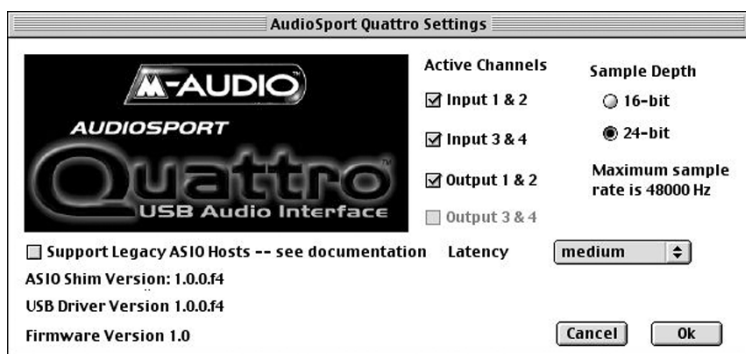 AudioSport Quattro Settings
M-AUDIO
AUDIOSPORT
Quattro™
USB Audio Interface
Active Channels
Input 1 & 2
Input 3 & 4
Output 1 & 2
Output 3 & 4
Sample Depth
16-bit
24-bit
Maximum sample
rate is 48000 Hz
Support Legacy ASIO Hosts -- see documentation
Latency
medium
ASIO Shim Version: 1.0.0.f4
USB Driver Version 1.0.0.f4
Firmware Version 1.0
Cancel
Ok